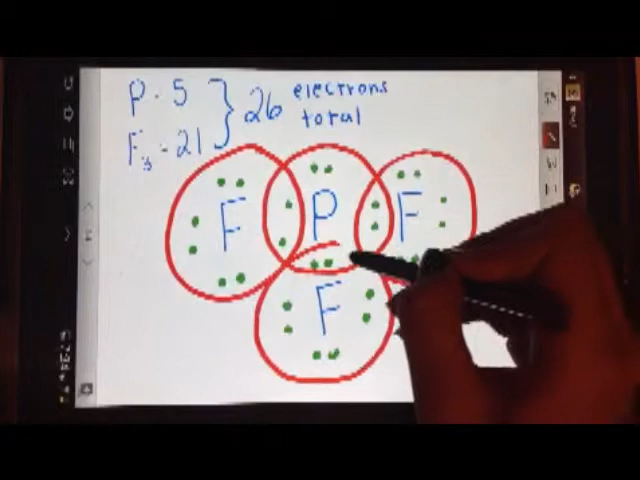 P - 5 } 26 electrons
total
F₃ - 21
F P F
F